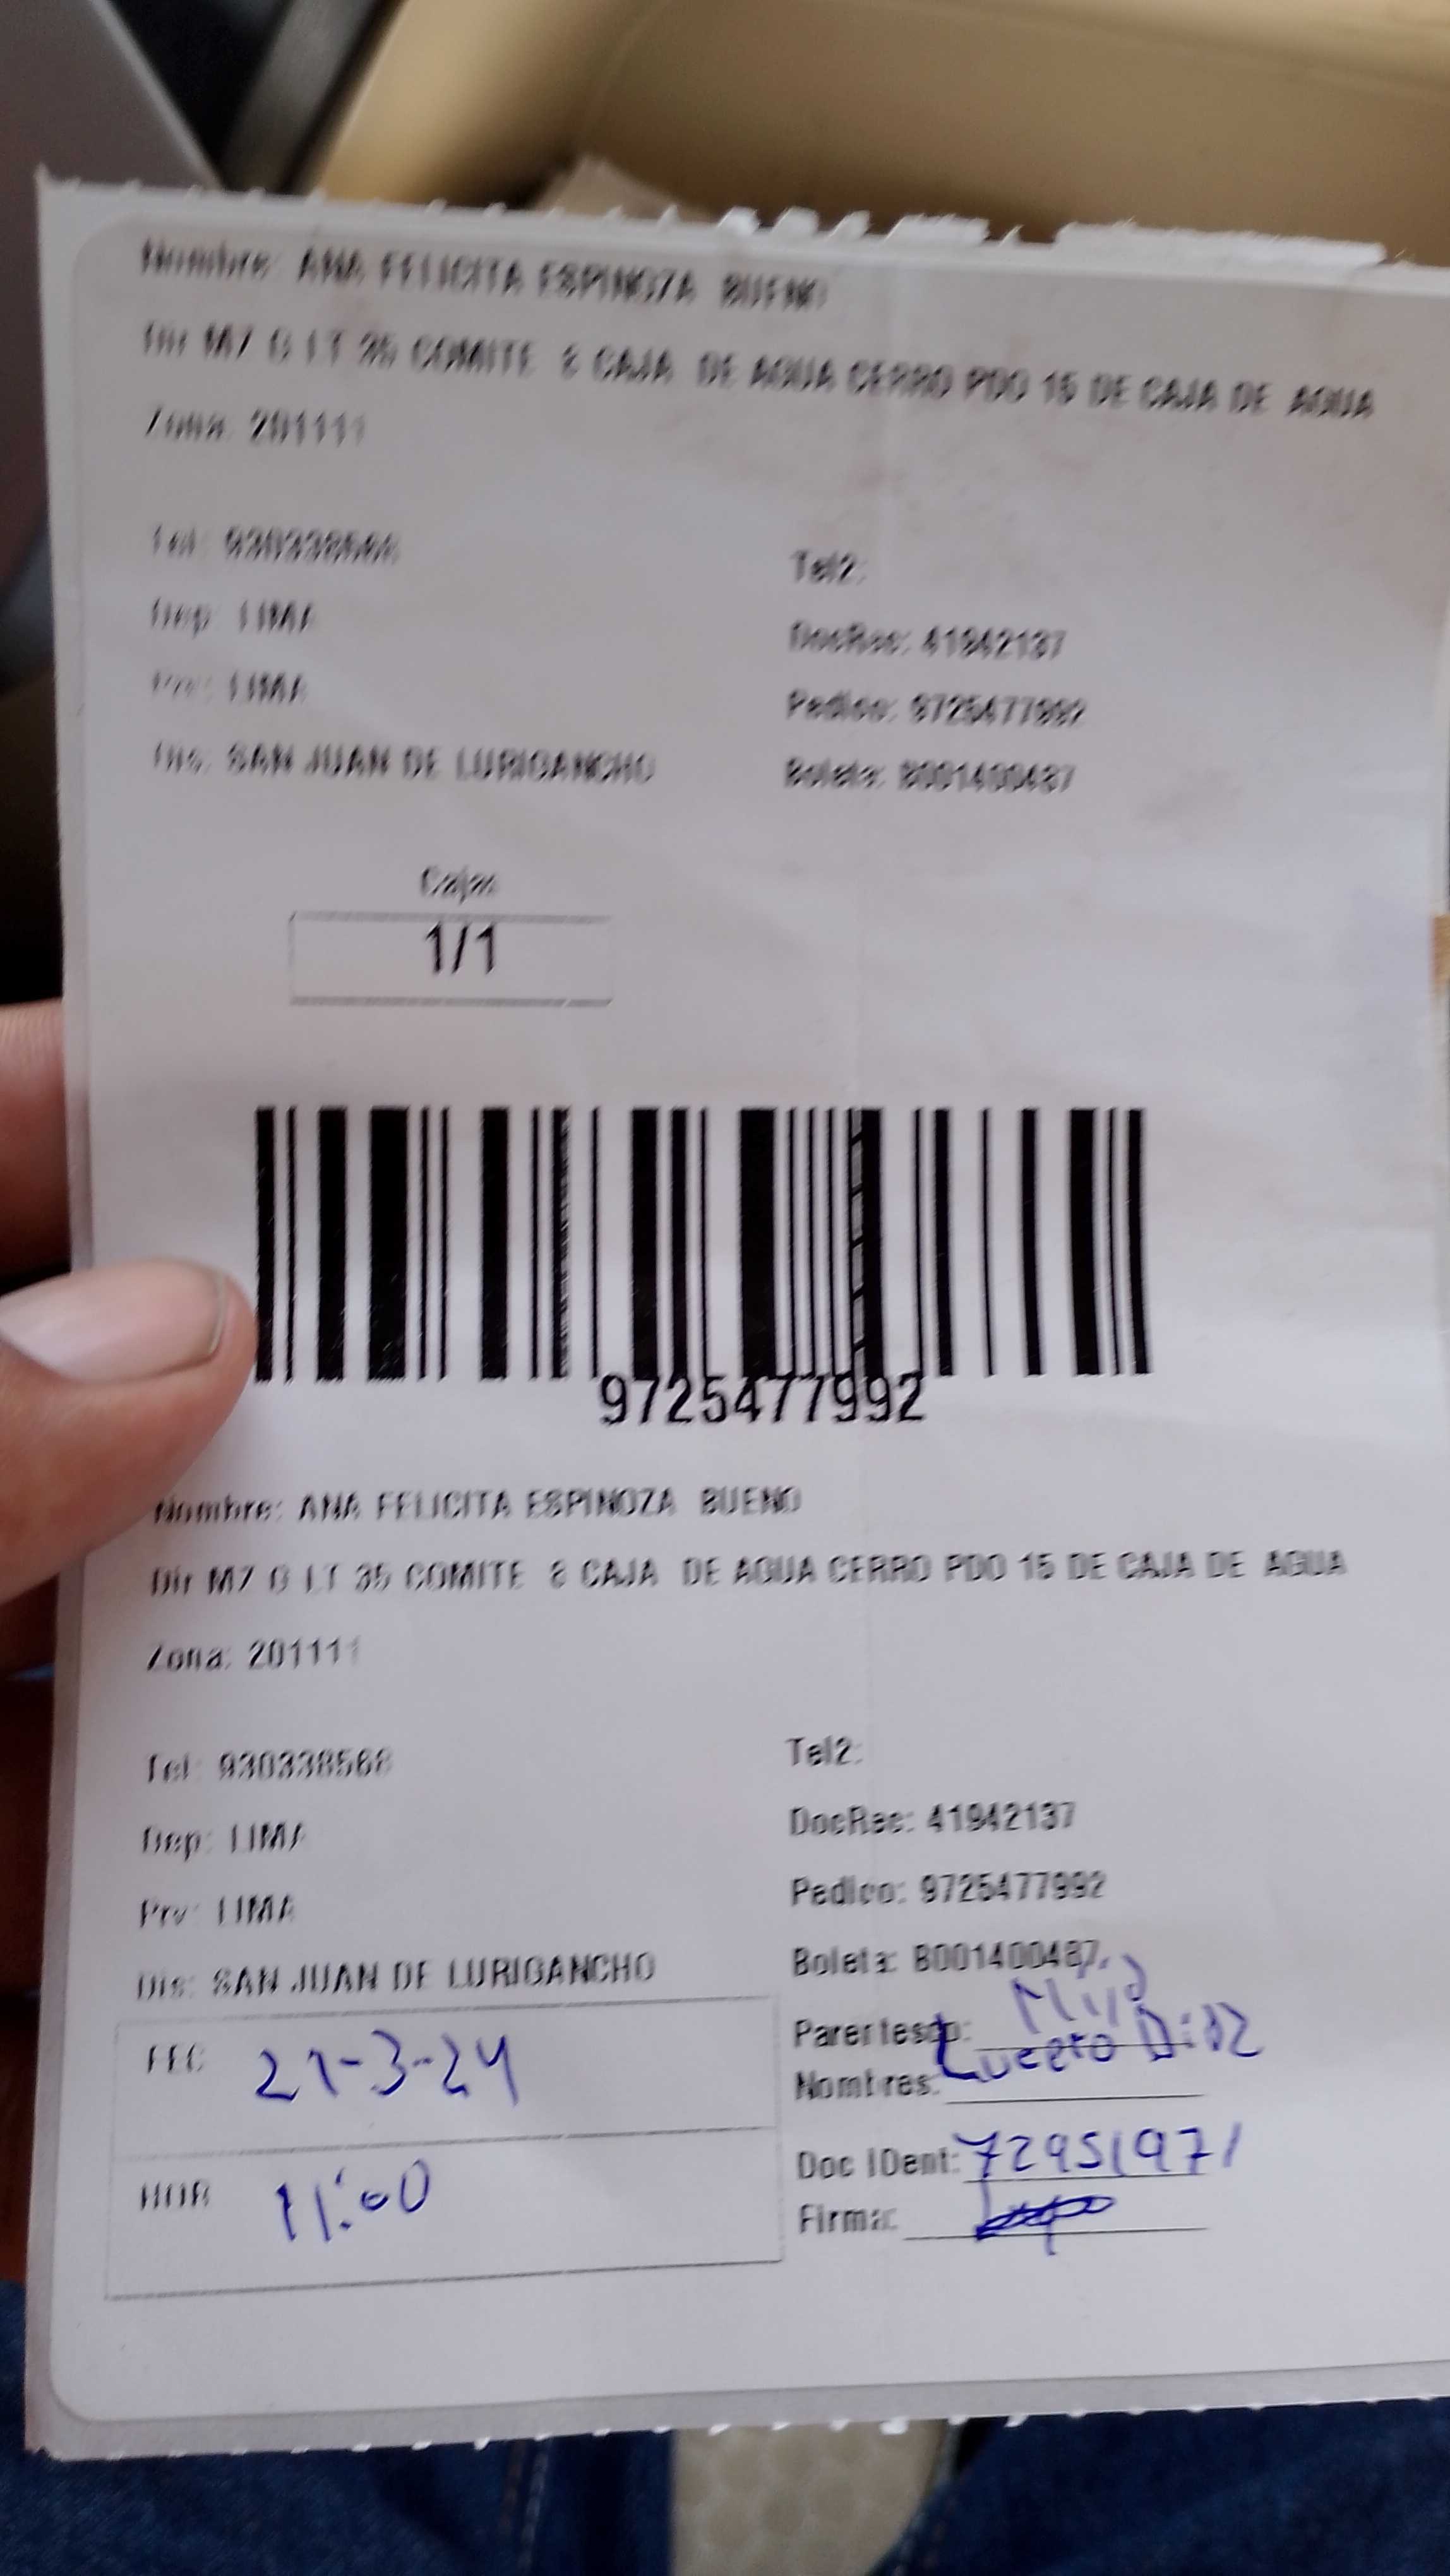 Nombre: ANA FELICITA ESPINOZA BUENO
Dir MZ G LT 35 COMITE 8 CAJA DE AGUA CERRO PDO 15 DE CAJA DE AGUA
Zona: 201111
Tel: 930338568
Tel2:
Dep: LIMA
DocRec: 41942137
Prv: LIMA
Pedido: 9725477992
Dis: SAN JUAN DE LURIGANCHO
Boleta: B001400487
Cajas
1/1
9725477992
Nombre: ANA FELICITA ESPINOZA BUENO
Dir MZ G LT 35 COMITE 8 CAJA DE AGUA CERRO PDO 15 DE CAJA DE AGUA
Zona: 201111
Tel: 930338568
Tel2:
Dep: LIMA
DocRec: 41942137
Prv: LIMA
Pedido: 9725477992
Dis: SAN JUAN DE LURIGANCHO
Boleta: B001400487
FEC 21-3-24
Parentesco:
Nombres: Lucero Diaz
HOR 11:00
Doc IDent: 72951971
Firma: